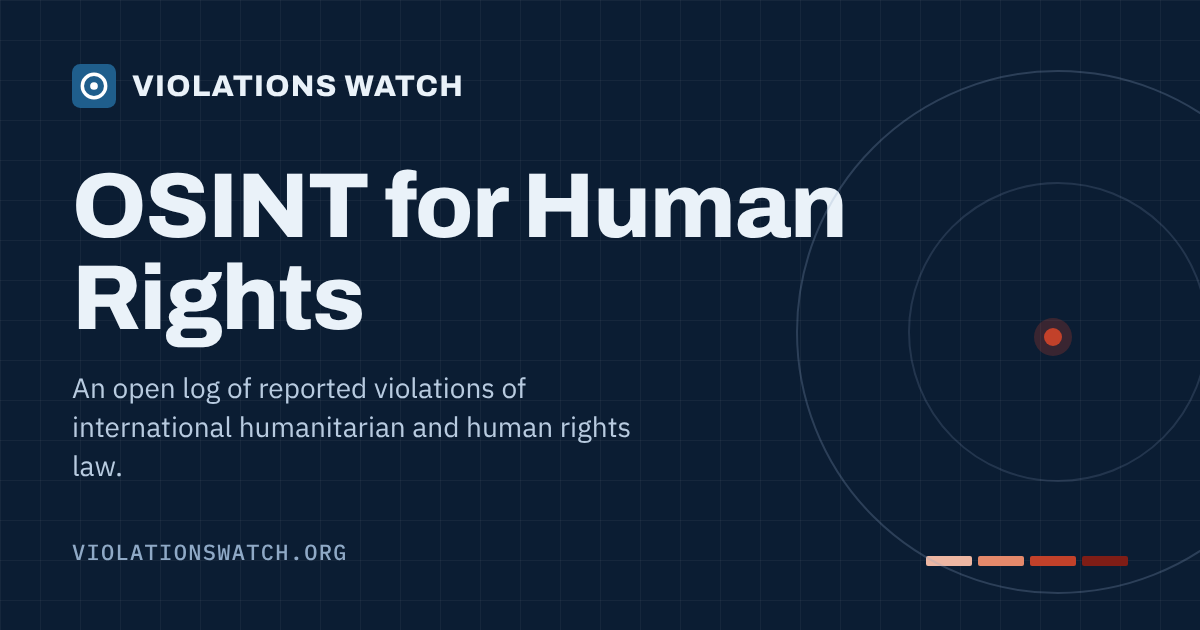 VIOLATIONS WATCH
OSINT for Human
Rights
An open log of reported violations of
international humanitarian and human rights
law.
VIOLATIONSWATCH.ORG